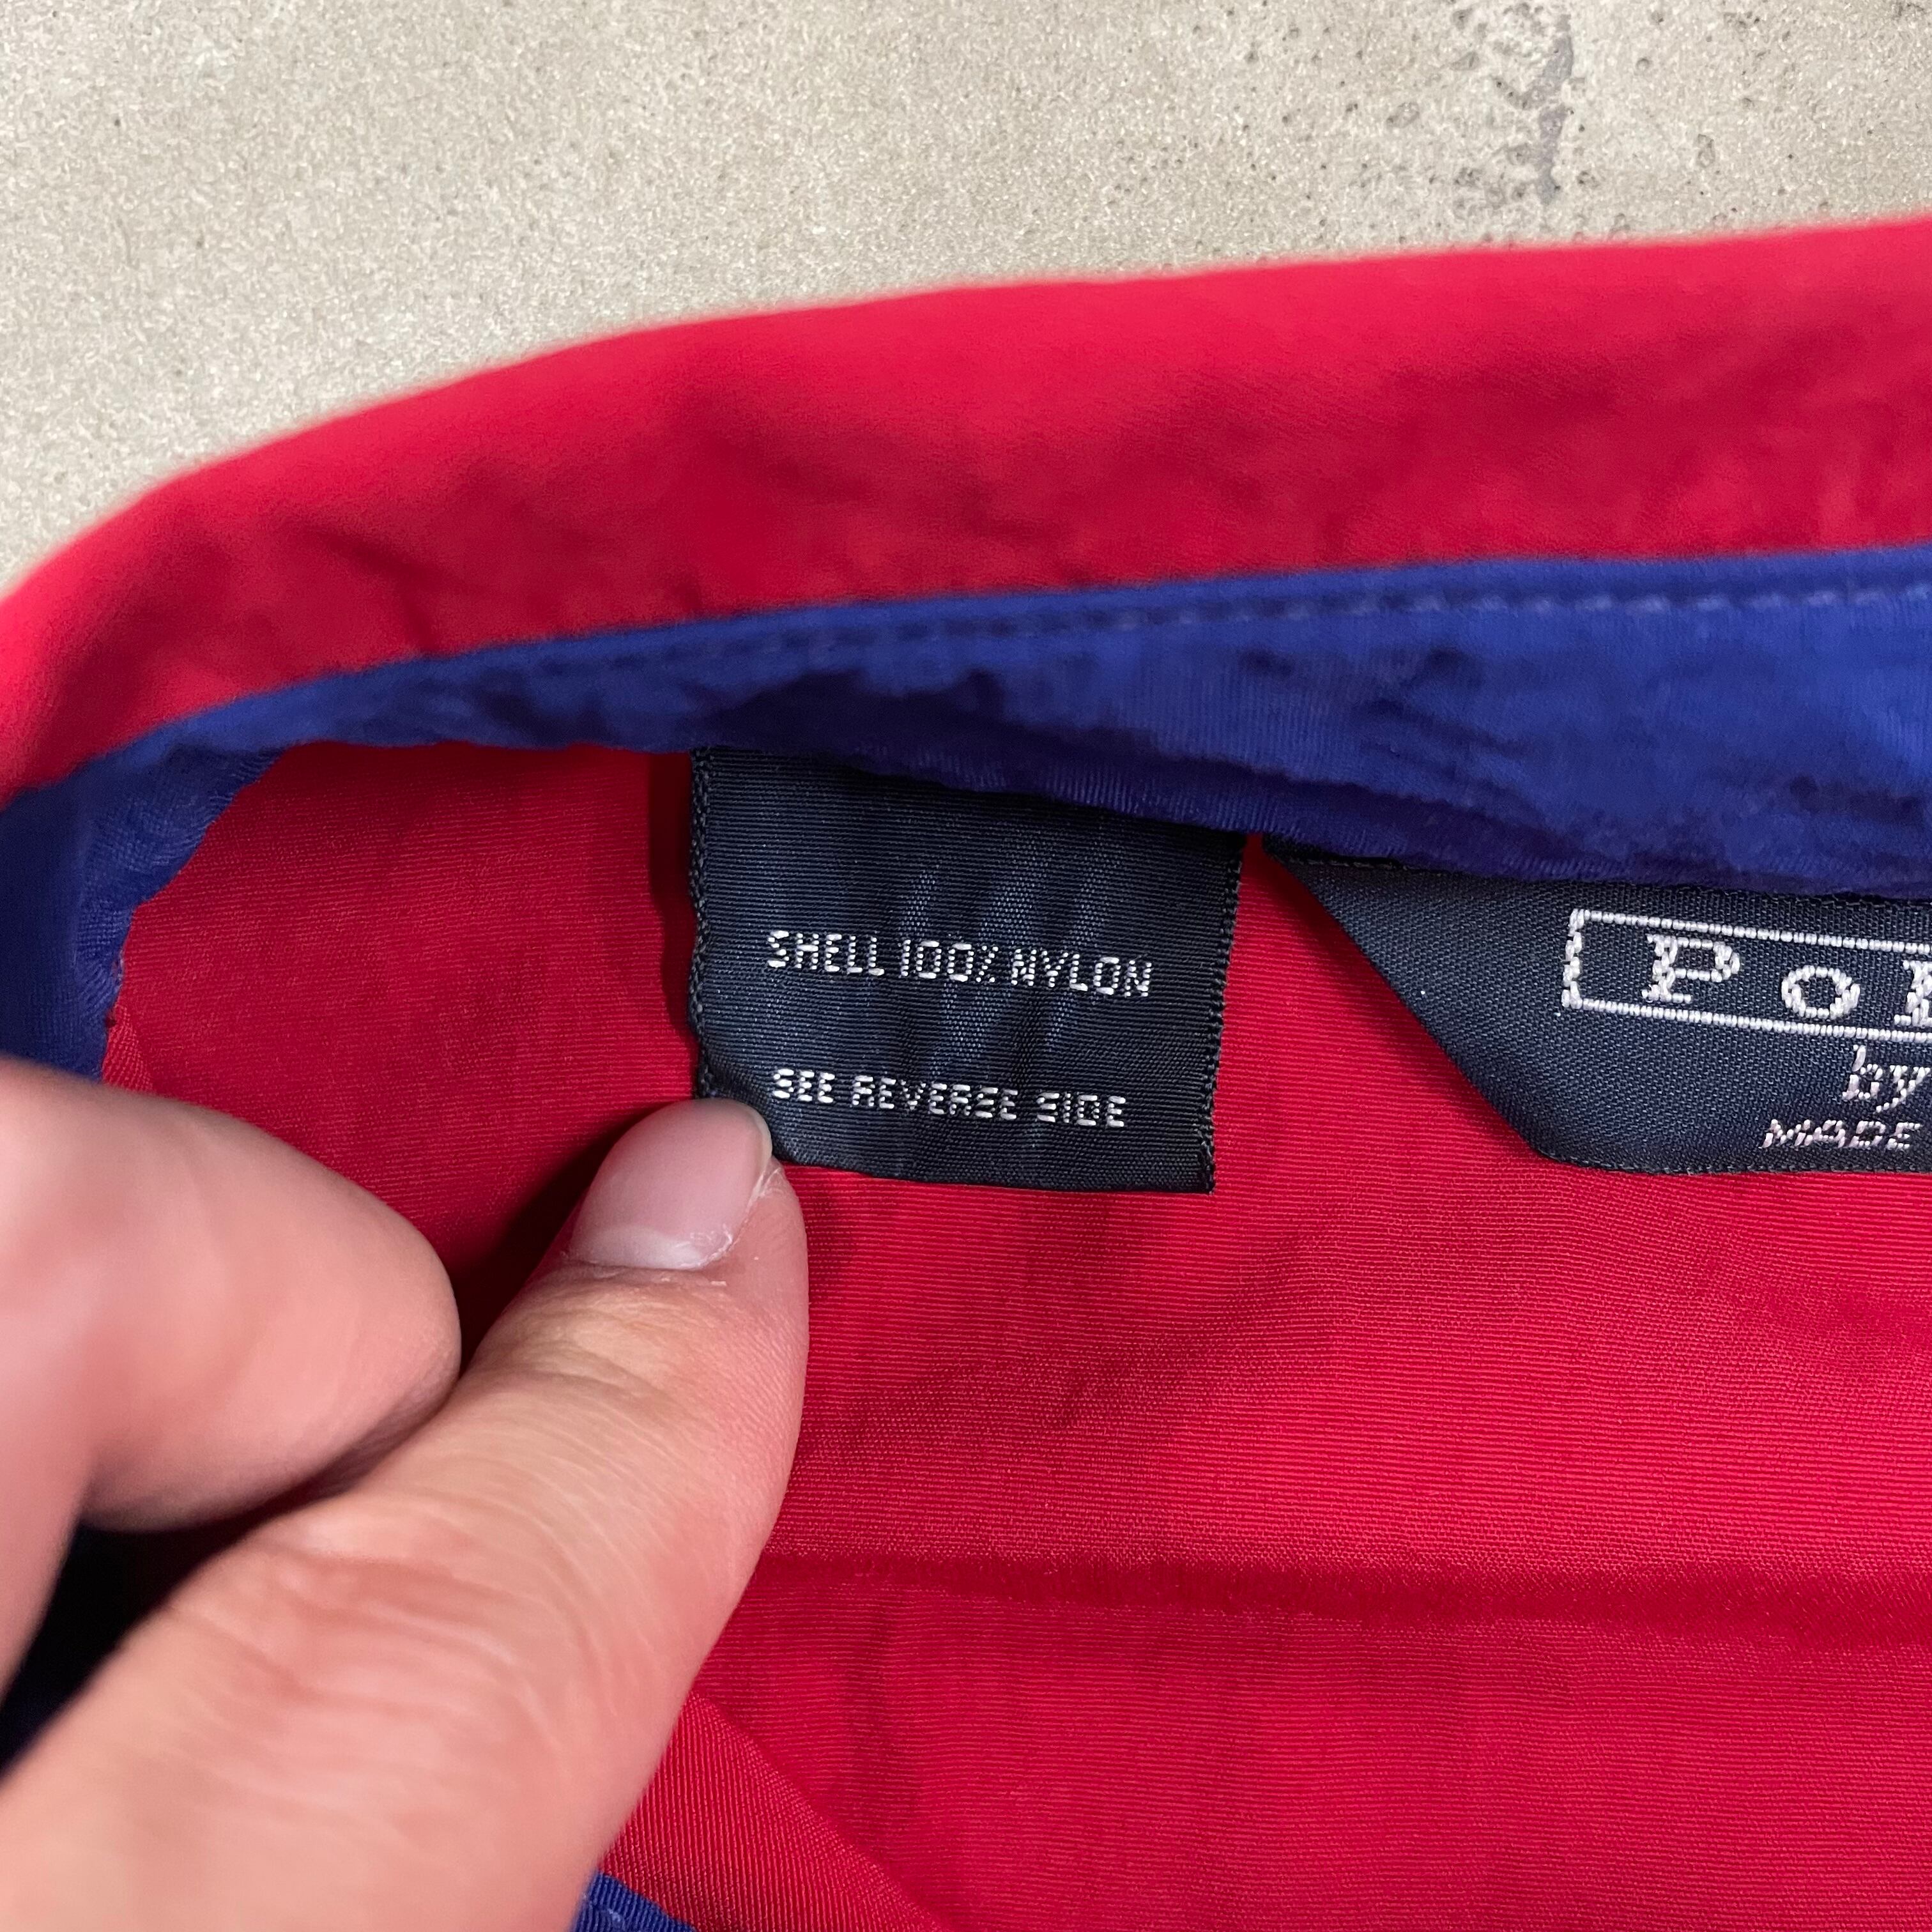 SHELL 100% NYLON
SEE REVERSE SIDE
Po
by
MADE